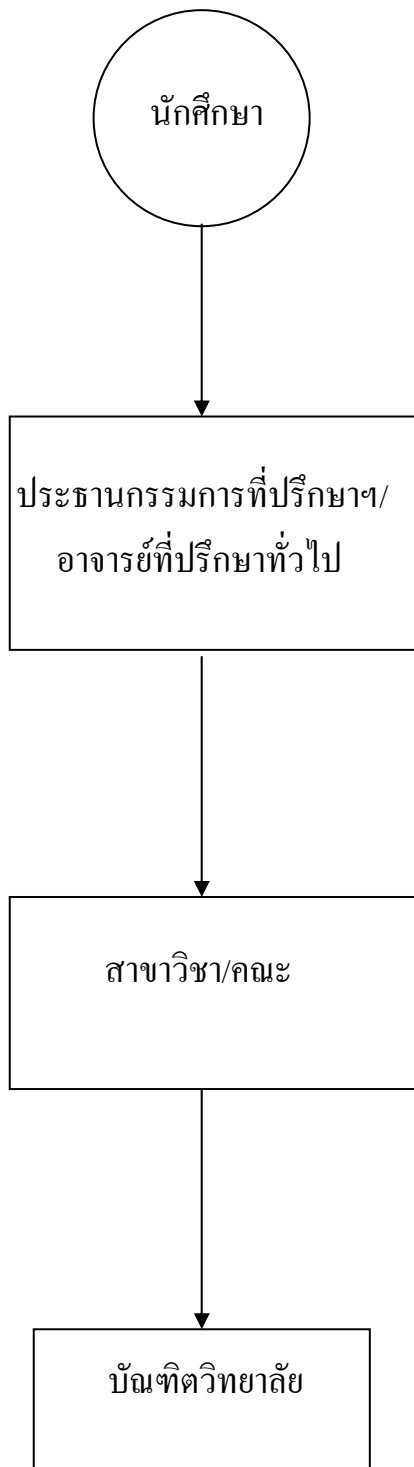 นักศึกษา
ประธานกรรมการที่ปรึกษาฯ/
อาจารย์ที่ปรึกษาทั่วไป
สาขาวิชา/คณะ
บัณฑิตวิทยาลัย